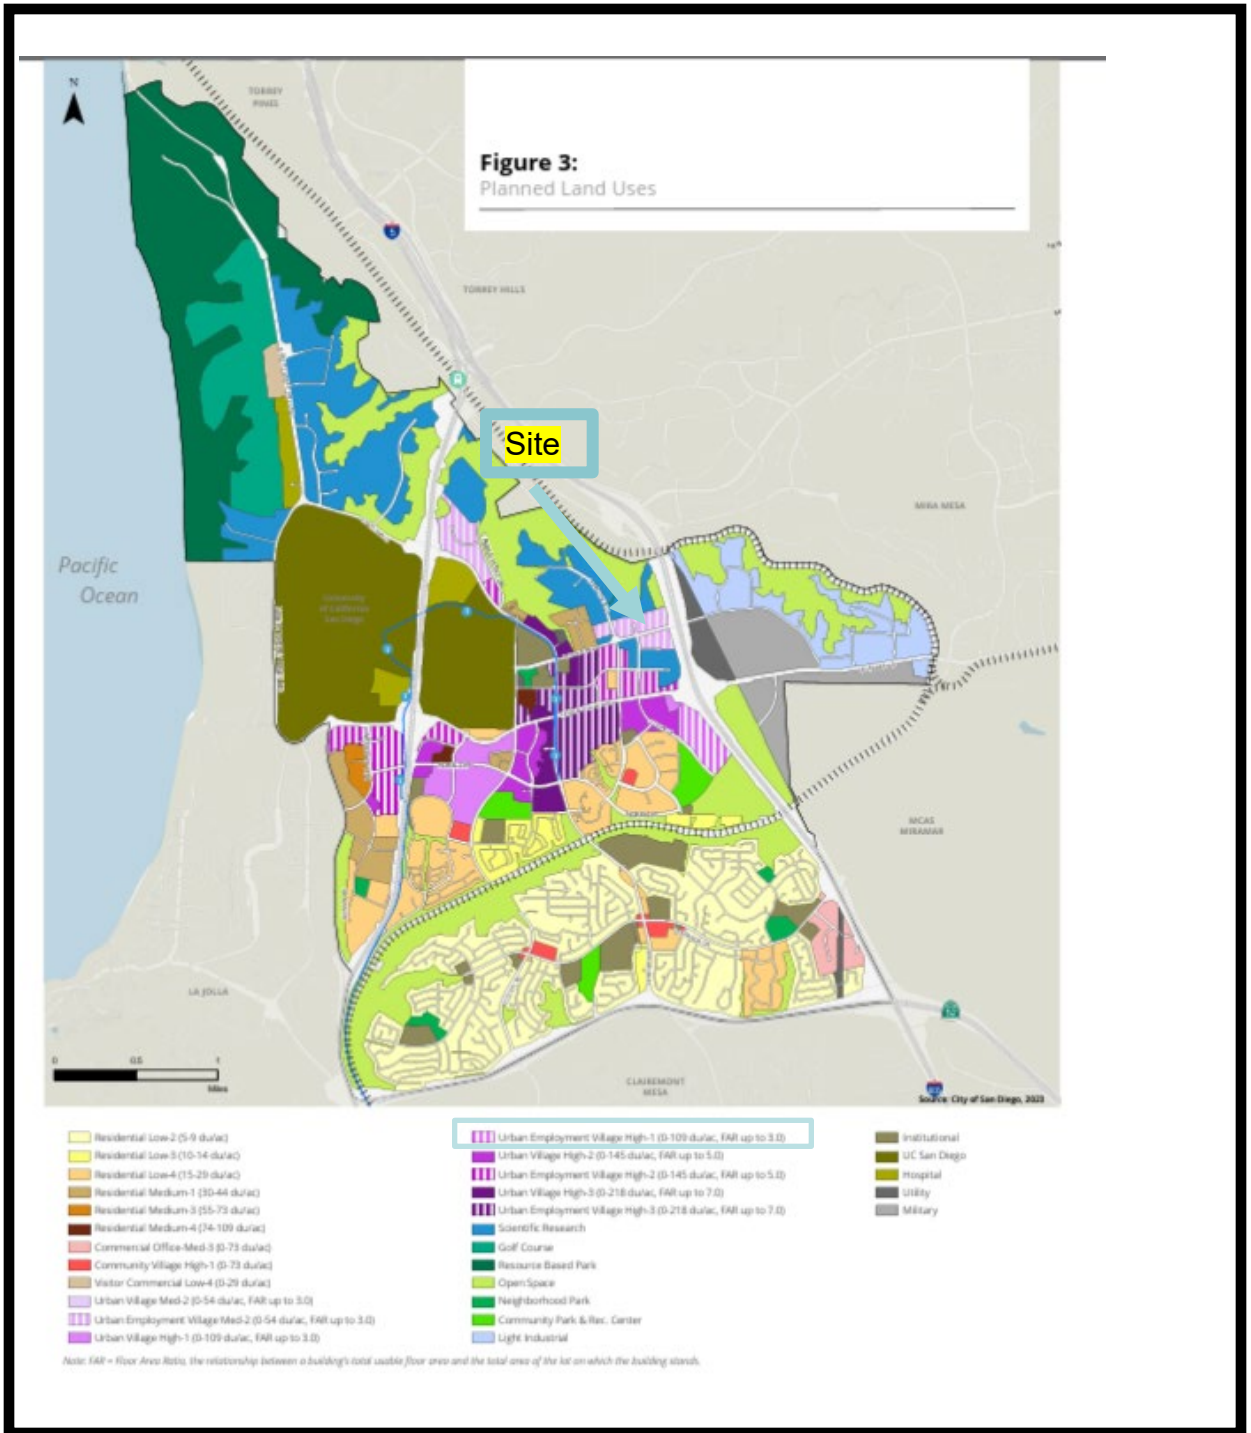 N
TORREY
PINES
Figure 3:
Planned Land Uses
5
TORREY HILLS
Site
MIRA MESA
Pacific
Ocean
University
of California
San Diego
MCAS
MIRAMAR
LA JOLLA
52
0 0.5 1
Miles
CLAIREMONT
MESA
Source: City of San Diego, 2023
Residential Low-2 (5-9 du/ac)
Residential Low-3 (10-14 du/ac)
Residential Low-4 (15-29 du/ac)
Residential Medium-1 (30-44 du/ac)
Residential Medium-3 (55-73 du/ac)
Residential Medium-4 (74-109 du/ac)
Commercial Office-Med-3 (0-73 du/ac)
Community Village High-1 (0-73 du/ac)
Visitor Commercial Low-4 (0-29 du/ac)
Urban Village Med-2 (0-54 du/ac, FAR up to 3.0)
Urban Employment Village Med-2 (0-54 du/ac, FAR up to 3.0)
Urban Village High-1 (0-109 du/ac, FAR up to 3.0)
Urban Employment Village High-1 (0-109 du/ac, FAR up to 3.0)
Urban Village High-2 (0-145 du/ac, FAR up to 5.0)
Urban Employment Village High-2 (0-145 du/ac, FAR up to 5.0)
Urban Village High-3 (0-218 du/ac, FAR up to 7.0)
Urban Employment Village High-3 (0-218 du/ac, FAR up to 7.0)
Scientific Research
Golf Course
Resource Based Park
Open Space
Neighborhood Park
Community Park & Rec. Center
Light Industrial
Institutional
UC San Diego
Hospital
Utility
Military
Note: FAR = Floor Area Ratio, the relationship between a building's total usable floor area and the total area of the lot on which the building stands.